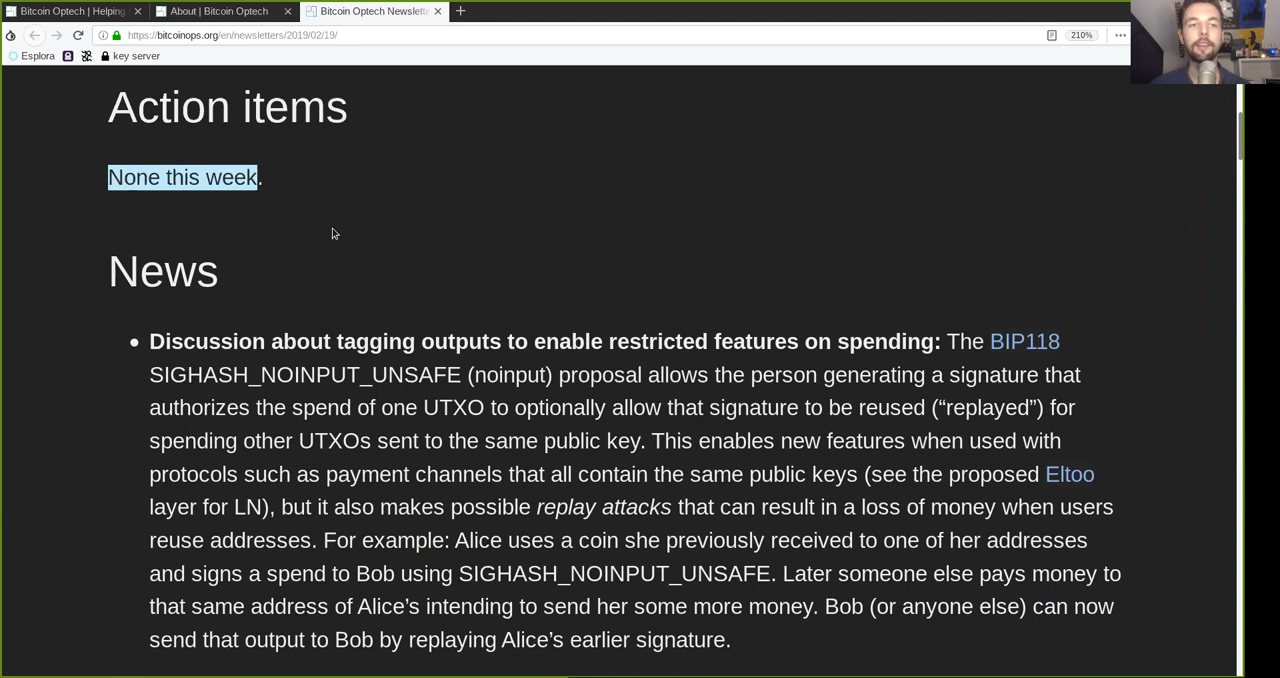 Bitcoin Optech | Helping
About | Bitcoin Optech
Bitcoin Optech Newslette
https://bitcoinops.org/en/newsletters/2019/02/19/
210%
Esplora
key server
Action items
None this week.
News
Discussion about tagging outputs to enable restricted features on spending: The BIP118
SIGHASH_NOINPUT_UNSAFE (noinput) proposal allows the person generating a signature that
authorizes the spend of one UTXO to optionally allow that signature to be reused (“replayed”) for
spending other UTXOs sent to the same public key. This enables new features when used with
protocols such as payment channels that all contain the same public keys (see the proposed Eltoo
layer for LN), but it also makes possible replay attacks that can result in a loss of money when users
reuse addresses. For example: Alice uses a coin she previously received to one of her addresses
and signs a spend to Bob using SIGHASH_NOINPUT_UNSAFE. Later someone else pays money to
that same address of Alice’s intending to send her some more money. Bob (or anyone else) can now
send that output to Bob by replaying Alice’s earlier signature.